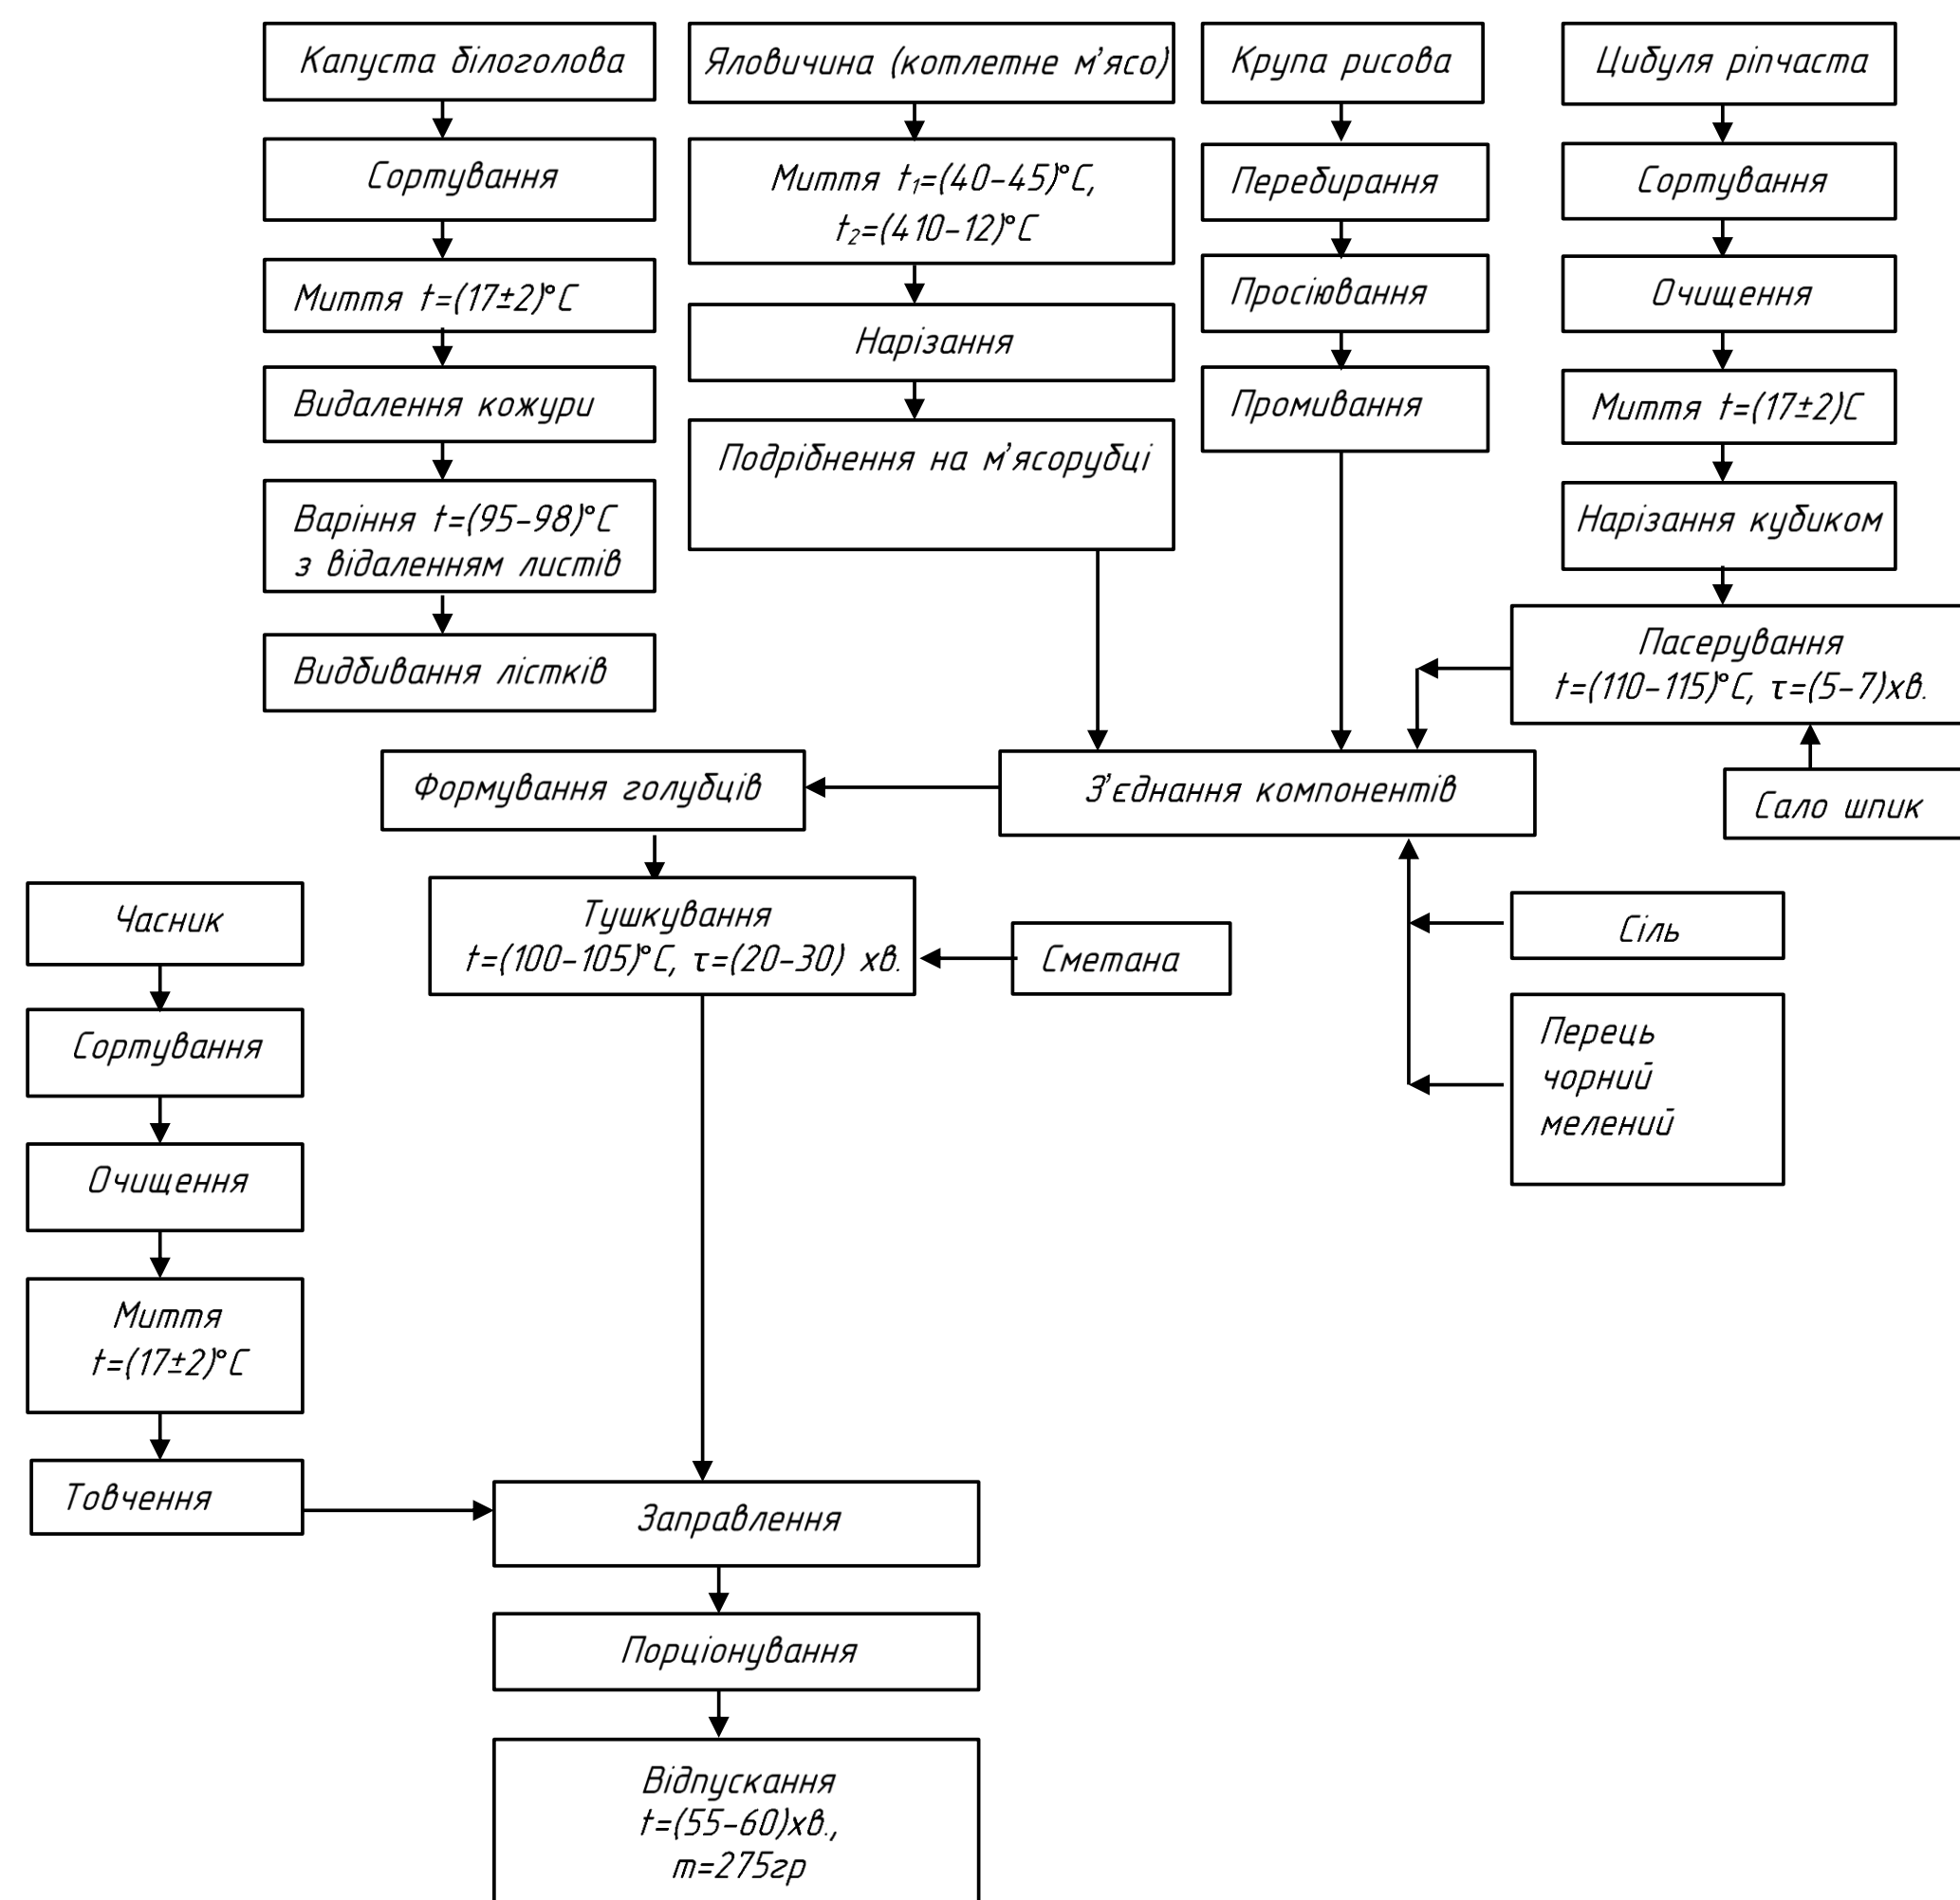 Капуста білоголова
Сортування
Миття t=(17±2)°C
Видалення кожури
Варіння t=(95-98)°C
з відаленням листів
Видбивання лістків
Яловичина (котлетне м'ясо)
Миття t₁=(40-45)°C,
t₂=(410-12)°C
Нарізання
Подрібнення на м'ясорубці
Крупа рисова
Перебирання
Просіювання
Промивання
Цибуля ріпчаста
Сортування
Очищення
Миття t=(17±2)C
Нарізання кубиком
Пасерування
t=(110-115)°C, τ=(5-7)хв.
Сало шпик
З'єднання компонентів
Формування голубців
Тушкування
t=(100-105)°C, τ=(20-30) хв.
Сметана
Сіль
Перець
чорний
мелений
Часник
Сортування
Очищення
Миття
t=(17±2)°C
Товчення
Заправлення
Порціонування
Відпускання
t=(55-60)хв.,
m=275гр